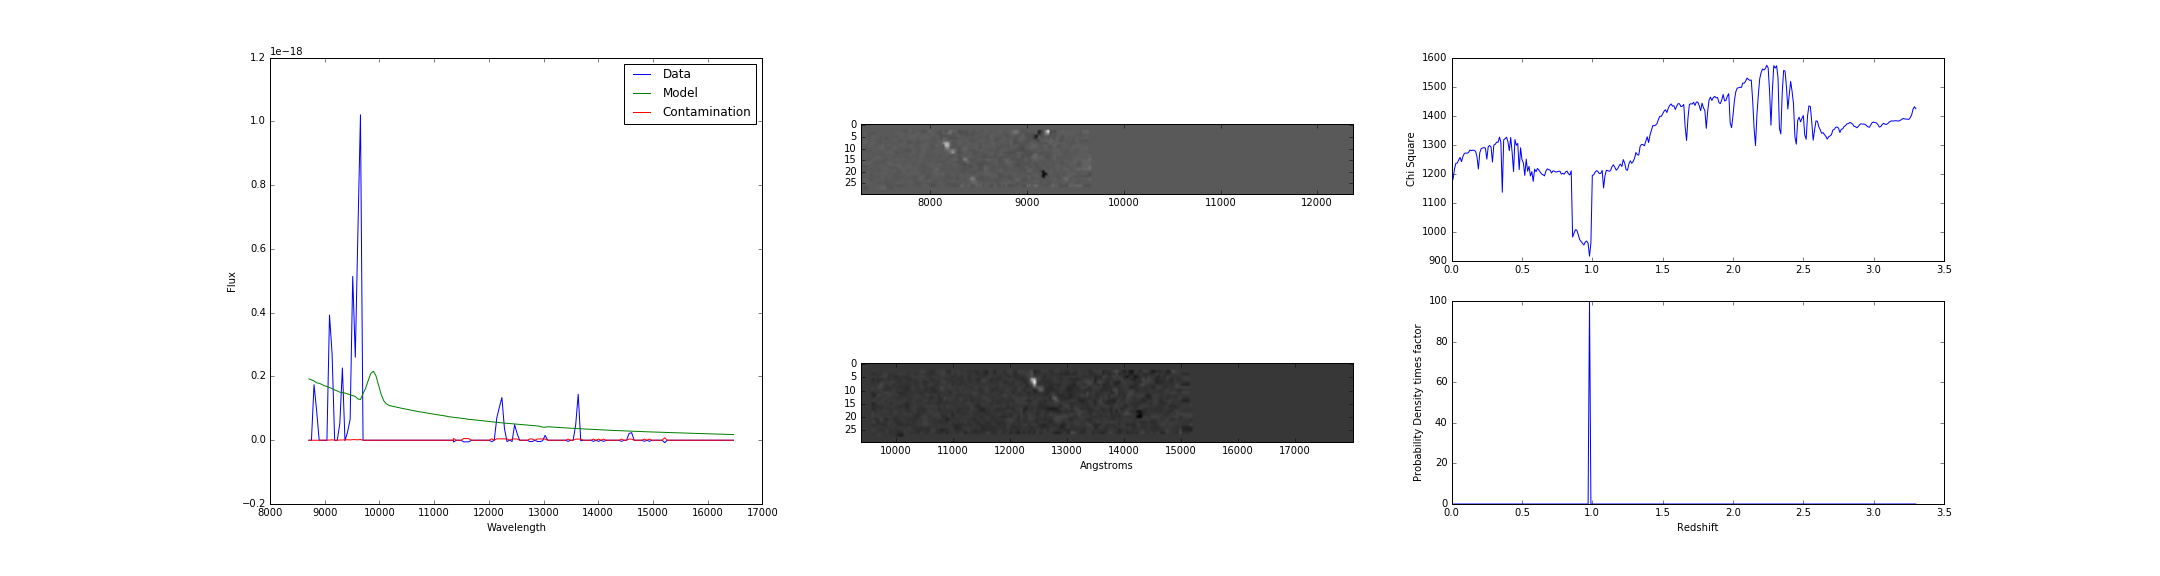 1e−18
1.2
1.0
0.8
0.6
0.4
0.2
0.0
−0.2
Flux
8000 9000 10000 11000 12000 13000 14000 15000 16000 17000
Wavelength
Data
Model
Contamination
0
5
10
15
20
25
8000 9000 10000 11000 12000
0
5
10
15
20
25
10000 11000 12000 13000 14000 15000 16000 17000
Angstroms
1600
1500
1400
1300
1200
1100
1000
900
Chi Square
0.0 0.5 1.0 1.5 2.0 2.5 3.0 3.5
100
80
60
40
20
0
Probability Density times factor
0.0 0.5 1.0 1.5 2.0 2.5 3.0 3.5
Redshift